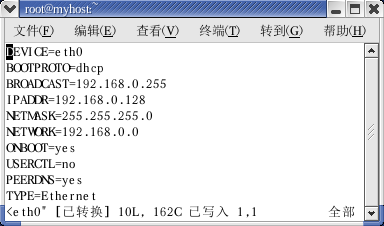 root@myhost:~
文件(F) 编辑(E) 查看(V) 终端(T) 转到(G) 帮助(H)
DEVICE=eth0
BOOTPROTO=dhcp
BROADCAST=192.168.0.255
IPADDR=192.168.0.128
NETMASK=255.255.255.0
NETWORK=192.168.0.0
ONBOOT=yes
USERCTL=no
PEERDNS=yes
TYPE=Ethernet
<eth0" [已转换] 10L, 162C 已写入 1,1 全部